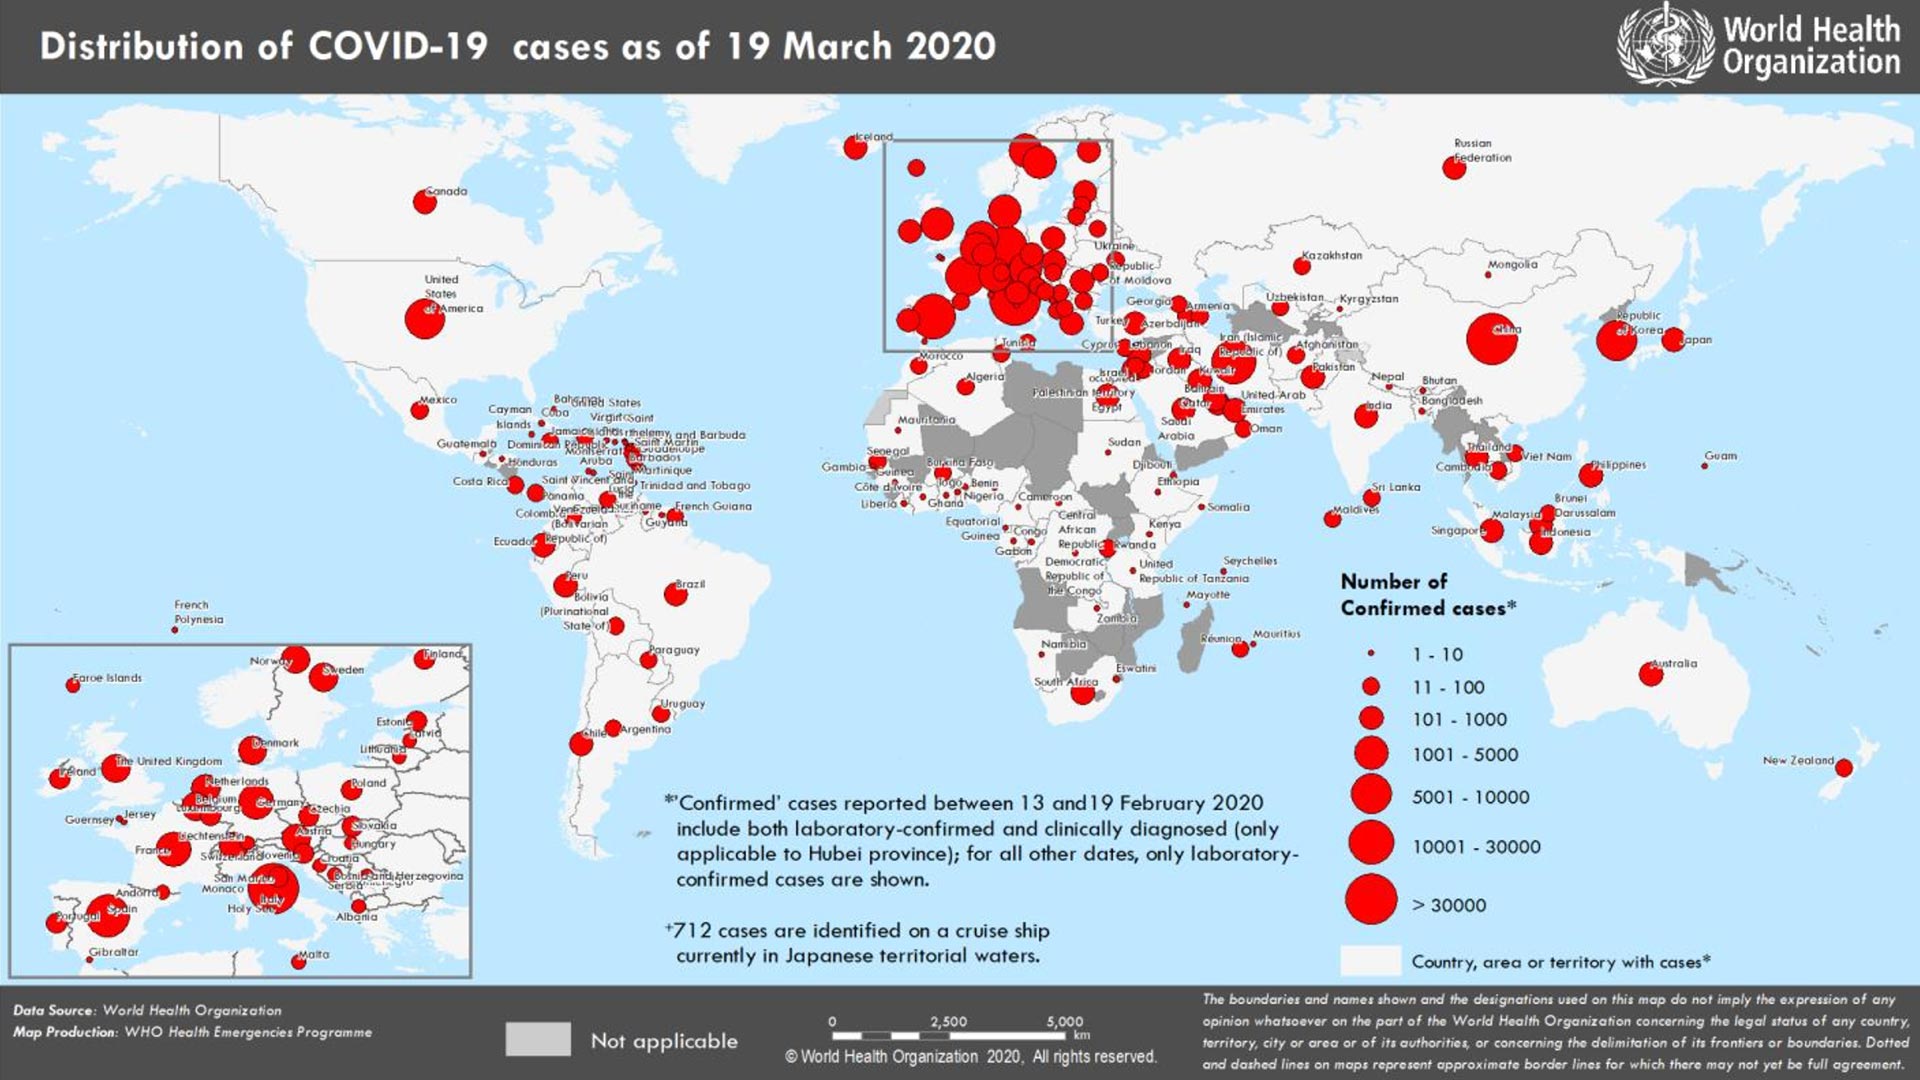 Distribution of COVID-19 cases as of 19 March 2020
World Health
Organization
Iceland
Russian
Federation
Canada
United
States
of America
Ukraine
Republic
of Moldova
Kazakhstan
Mongolia
Georgia
Armenia
Uzbekistan
Kyrgyzstan
Turkey
Azerbaijan
China
Republic
of Korea
Japan
Morocco
Tunisia
Cyprus
Lebanon
Iraq
Iran (Islamic
Republic of)
Afghanistan
Algeria
Israel
Jordan
Kuwait
Pakistan
Nepal
Bhutan
occupied
Palestinian territory
Bahrain
Qatar
United Arab
Emirates
Egypt
India
Bangladesh
Mexico
Cayman
Islands
Cuba
Bahamas
United States
Mauritania
Saudi
Arabia
Oman
Guatemala
Honduras
Dominican Republic
Jamaica
Montserrat
Saint Martin
Guadeloupe
Aruba
Barbados
Martinique
Sudan
Senegal
Gambia
Guinea
Burkina Faso
Djibouti
Thailand
Viet Nam
Cambodia
Philippines
Guam
Costa Rica
Panama
Saint Vincent and
Trinidad and Tobago
Côte d'Ivoire
Togo
Benin
Ghana
Nigeria
Liberia
Cameroon
Ethiopia
Somalia
Sri Lanka
Maldives
Brunei
Darussalam
Malaysia
Singapore
Indonesia
Suriname
French Guiana
Guyana
(Bolivarian
Republic of)
Ecuador
Equatorial
Guinea
Gabon
Congo
Central
African
Republic
Kenya
Rwanda
Democratic
Republic of
the Congo
United
Republic of Tanzania
Seychelles
Mayotte
Peru
Brazil
Bolivia
(Plurinational
State of)
French
Polynesia
Zambia
Namibia
Réunion
Mauritius
Eswatini
South Africa
Paraguay
Uruguay
Chile
Argentina
Australia
New Zealand
Number of
Confirmed cases*
1 - 10
11 - 100
101 - 1000
1001 - 5000
5001 - 10000
10001 - 30000
> 30000
Country, area or territory with cases*
Norway
Sweden
Finland
Faroe Islands
Estonia
Latvia
Lithuania
Denmark
Ireland
The United Kingdom
Netherlands
Belgium
Luxembourg
Germany
Poland
Czechia
Guernsey
Jersey
Slovakia
Liechtenstein
Austria
Hungary
France
Switzerland
Slovenia
Croatia
San Marino
Monaco
Bosnia and Herzegovina
Serbia
Montenegro
Andorra
Italy
Holy See
Albania
Portugal
Spain
Gibraltar
Malta
*'Confirmed' cases reported between 13 and 19 February 2020
include both laboratory-confirmed and clinically diagnosed (only
applicable to Hubei province); for all other dates, only laboratory-
confirmed cases are shown.
+712 cases are identified on a cruise ship
currently in Japanese territorial waters.
Data Source: World Health Organization
Map Production: WHO Health Emergencies Programme
Not applicable
0 2,500 5,000
km
© World Health Organization 2020, All rights reserved.
The boundaries and names shown and the designations used on this map do not imply the expression of any
opinion whatsoever on the part of the World Health Organization concerning the legal status of any country,
territory, city or area or of its authorities, or concerning the delimitation of its frontiers or boundaries. Dotted
and dashed lines on maps represent approximate border lines for which there may not yet be full agreement.